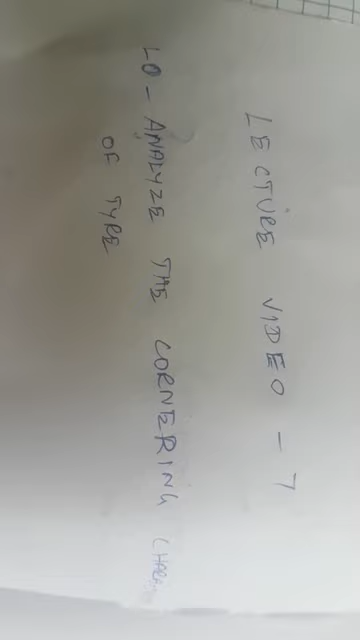 LECTURE VIDEO - 7
LO - ANALYZE THE CORNERING
OF TYRE